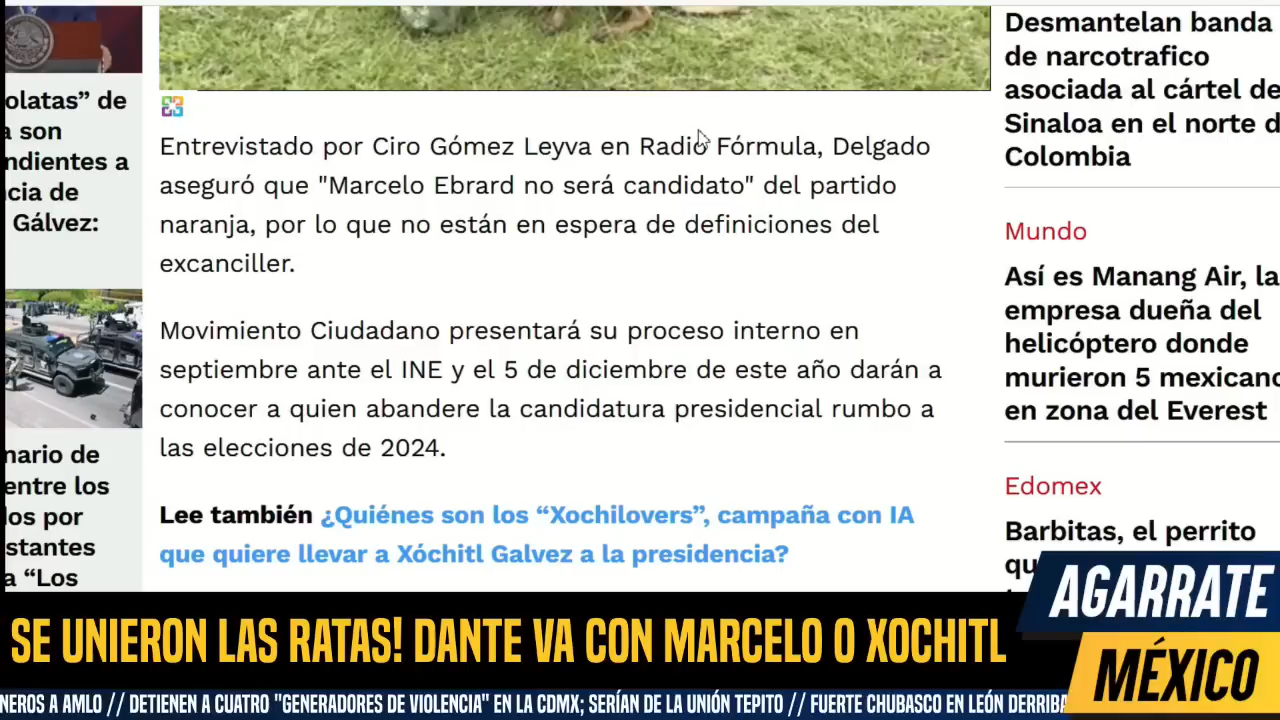 olatas” de
a son
ndientes a
cia de
Gálvez:
nario de
entre los
los por
stantes
a “Los
Entrevistado por Ciro Gómez Leyva en Radio Fórmula, Delgado
aseguró que "Marcelo Ebrard no será candidato" del partido
naranja, por lo que no están en espera de definiciones del
excanciller.
Movimiento Ciudadano presentará su proceso interno en
septiembre ante el INE y el 5 de diciembre de este año darán a
conocer a quien abandere la candidatura presidencial rumbo a
las elecciones de 2024.
Lee también ¿Quiénes son los “Xochilovers”, campaña con IA
que quiere llevar a Xóchitl Galvez a la presidencia?
Desmantelan banda
de narcotrafico
asociada al cártel de
Sinaloa en el norte d
Colombia
Mundo
Así es Manang Air, la
empresa dueña del
helicóptero donde
murieron 5 mexicano
en zona del Everest
Edomex
Barbitas, el perrito
qu
AGARRATE
MÉXICO
SE UNIERON LAS RATAS! DANTE VA CON MARCELO O XOCHITL
NEROS A AMLO // DETIENEN A CUATRO "GENERADORES DE VIOLENCIA" EN LA CDMX; SERÍAN DE LA UNIÓN TEPITO // FUERTE CHUBASCO EN LEÓN DERRIBA